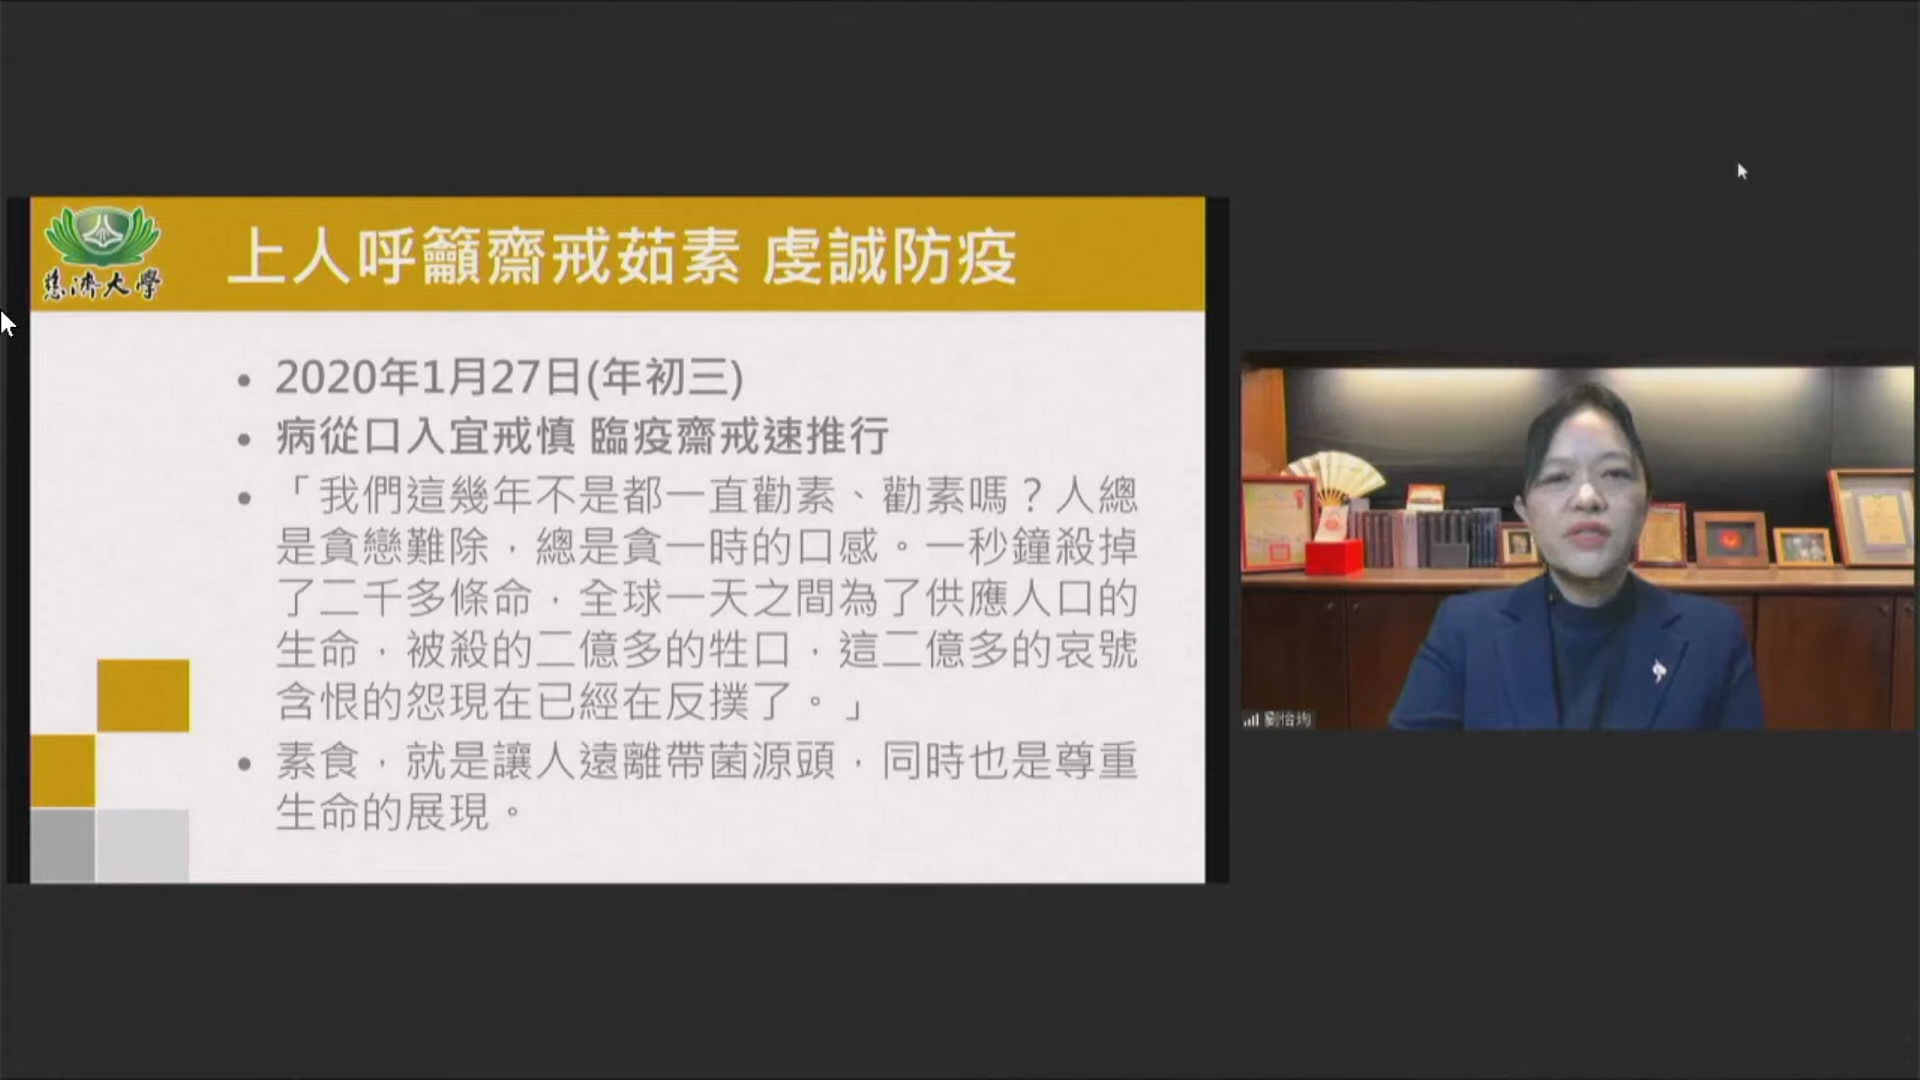 慈濟大學
上人呼籲齋戒茹素 虔誠防疫
2020年1月27日(年初三)
病從口入宜戒慎 臨疫齋戒速推行
「我們這幾年不是都一直勸素、勸素嗎？人總
是貪戀難除，總是貪一時的口感。一秒鐘殺掉
了二千多條命，全球一天之間為了供應人口的
生命，被殺的二億多的牲口，這二億多的哀號
含恨的怨現在已經在反撲了。」
素食，就是讓人遠離帶菌源頭，同時也是尊重
生命的展現。
劉怡均